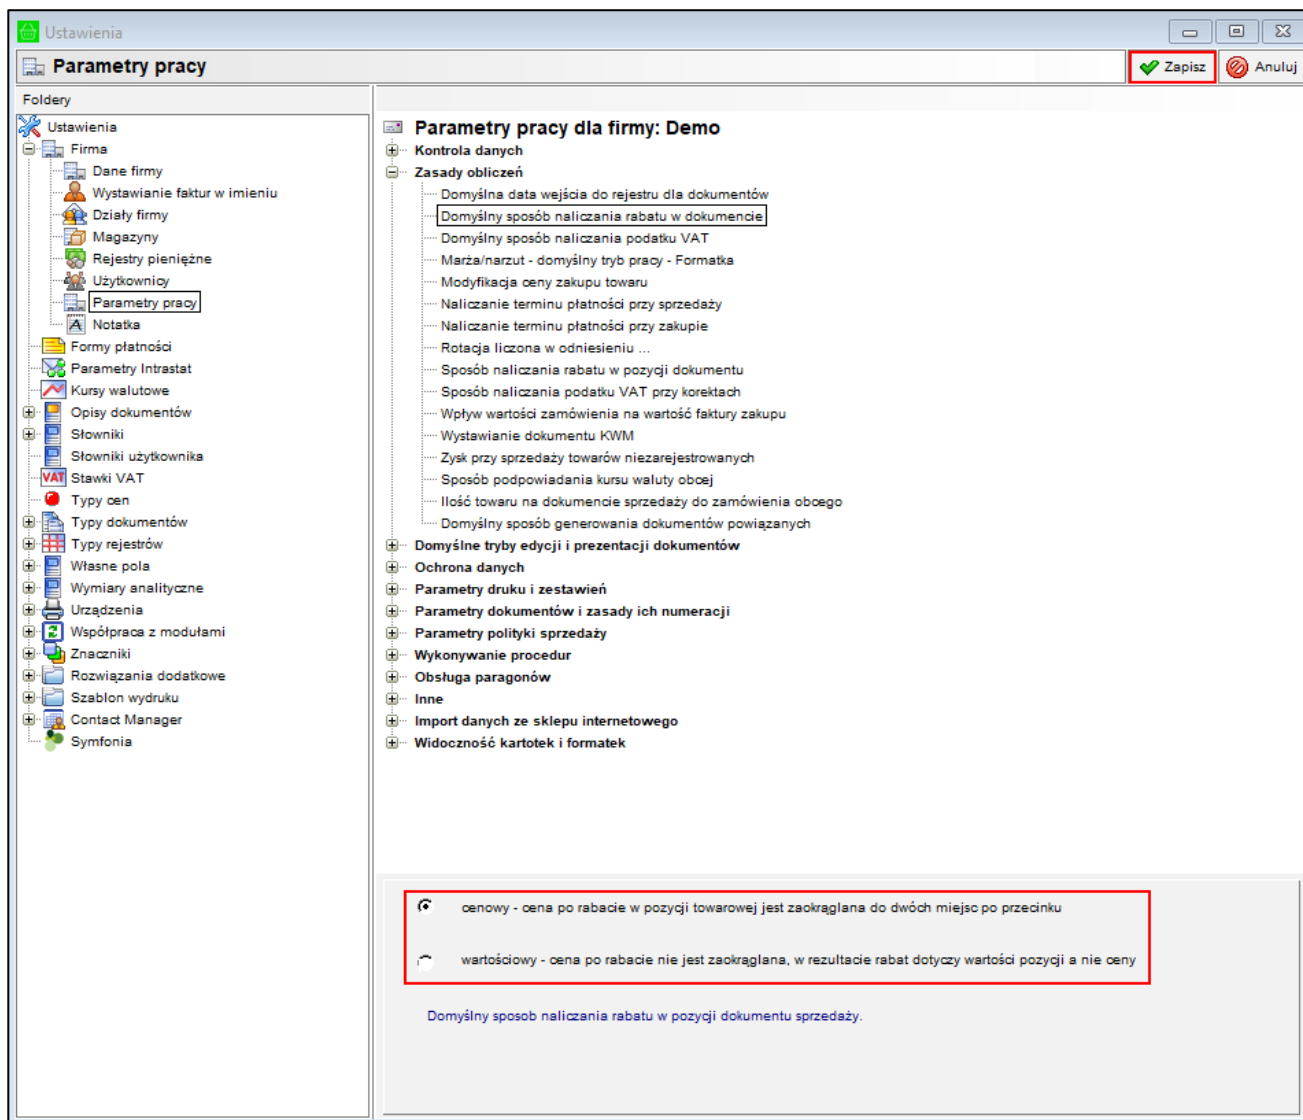 Ustawienia
Parametry pracy
Zapisz
Anuluj
Foldery
Ustawienia
Firma
Dane firmy
Wystawianie faktur w imieniu
Działy firmy
Magazyny
Rejestry pieniężne
Użytkownicy
Parametry pracy
Notatka
Formy płatności
Parametry Intrastat
Kursy walutowe
Opisy dokumentów
Słowniki
Słowniki użytkownika
VAT Stawki VAT
Typy cen
Typy dokumentów
Typy rejestrów
Własne pola
Wymiary analityczne
Urządzenia
Współpraca z modułami
Znaczniki
Rozwiązania dodatkowe
Szablon wydruku
Contact Manager
Symfonia
Parametry pracy dla firmy: Demo
Kontrola danych
Zasady obliczeń
Domyślna data wejścia do rejestru dla dokumentów
Domyślny sposób naliczania rabatu w dokumencie
Domyślny sposób naliczania podatku VAT
Marża/narzut - domyślny tryb pracy - Formatka
Modyfikacja ceny zakupu towaru
Naliczanie terminu płatności przy sprzedaży
Naliczanie terminu płatności przy zakupie
Rotacja liczona w odniesieniu ...
Sposób naliczania rabatu w pozycji dokumentu
Sposób naliczania podatku VAT przy korektach
Wpływ wartości zamówienia na wartość faktury zakupu
Wystawianie dokumentu KWM
Zysk przy sprzedaży towarów niezarejestrowanych
Sposób podpowiadania kursu waluty obcej
Ilość towaru na dokumencie sprzedaży do zamówienia obcego
Domyślny sposób generowania dokumentów powiązanych
Domyślne tryby edycji i prezentacji dokumentów
Ochrona danych
Parametry druku i zestawień
Parametry dokumentów i zasady ich numeracji
Parametry polityki sprzedaży
Wykonywanie procedur
Obsługa paragonów
Inne
Import danych ze sklepu internetowego
Widoczność kartotek i formatek
cenowy - cena po rabacie w pozycji towarowej jest zaokrąglana do dwóch miejsc po przecinku
wartościowy - cena po rabacie nie jest zaokrąglana, w rezultacie rabat dotyczy wartości pozycji a nie ceny
Domyślny sposob naliczania rabatu w pozycji dokumentu sprzedaży.